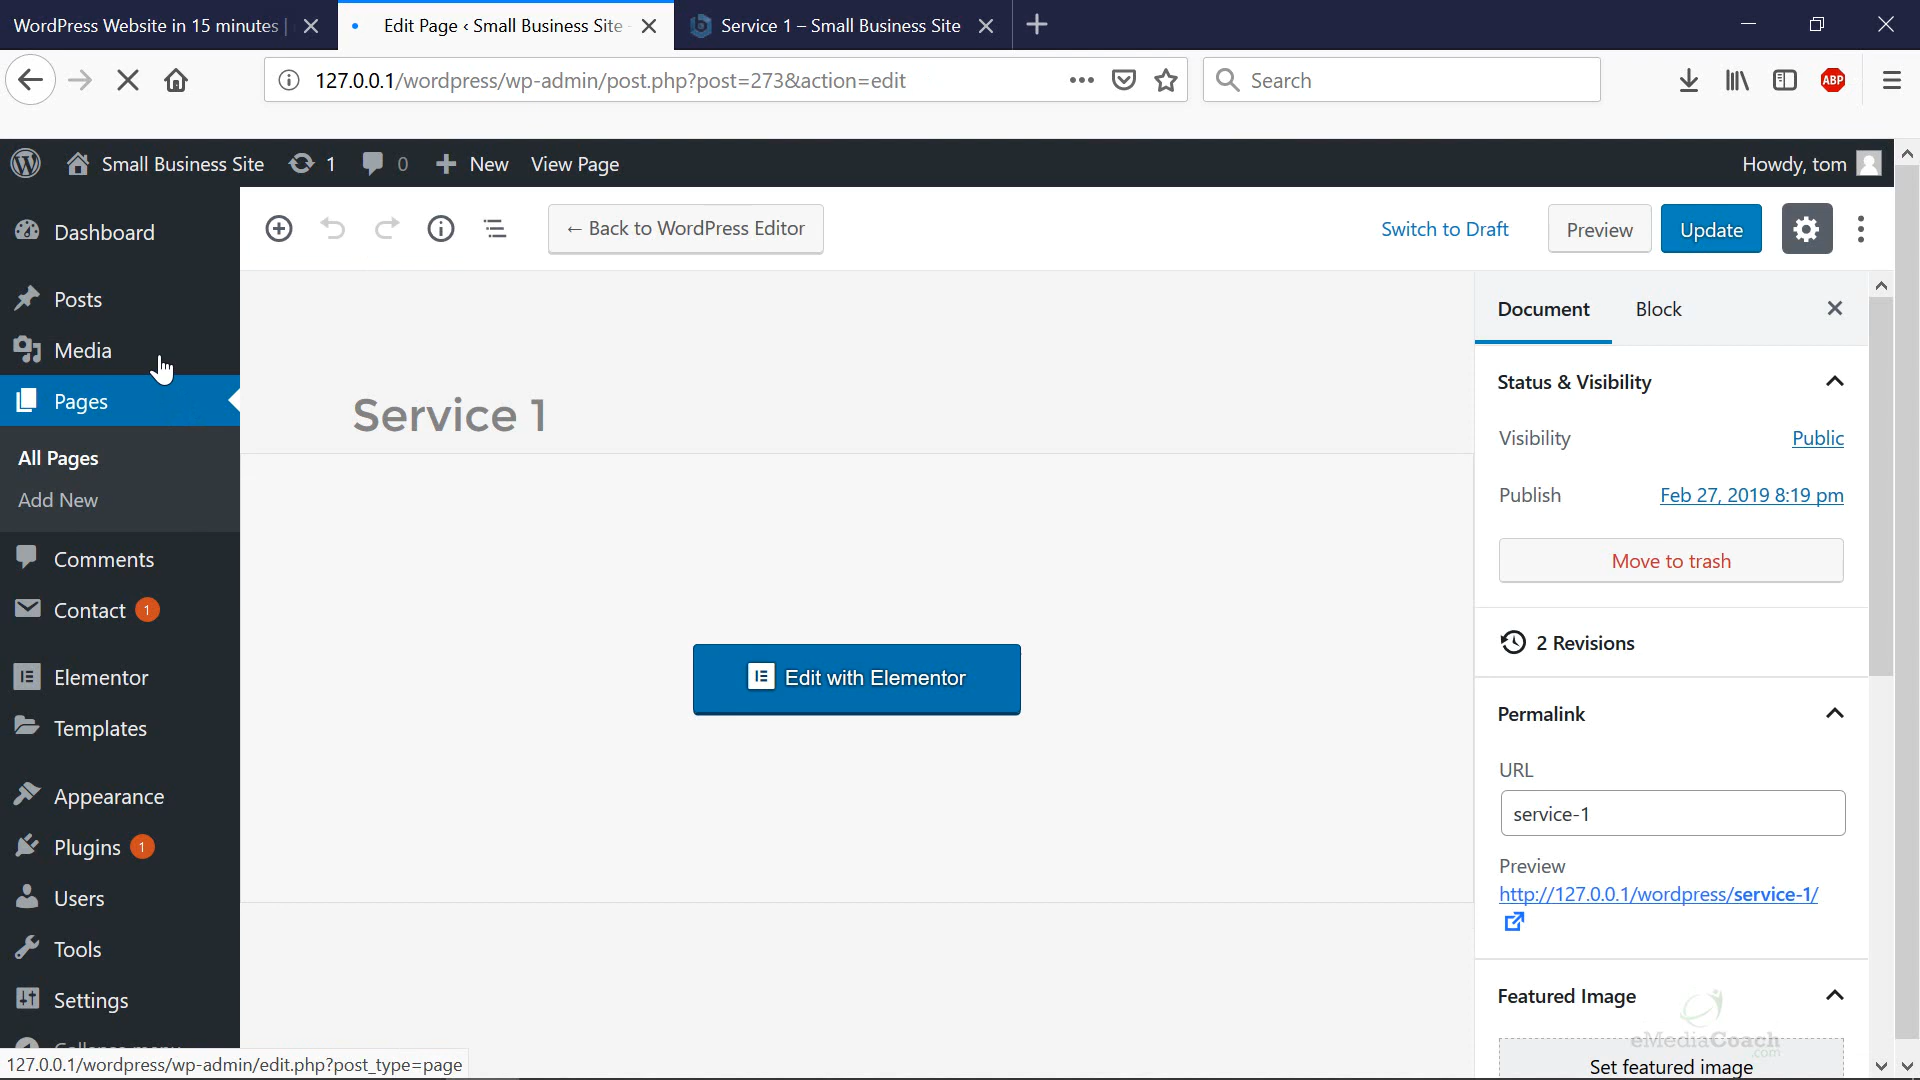 WordPress Website in 15 minutes |
Edit Page ‹ Small Business Site -
Service 1 – Small Business Site
127.0.0.1/wordpress/wp-admin/post.php?post=273&action=edit
Search
ABP
Small Business Site
1
0
New
View Page
Howdy, tom
Dashboard
Posts
Media
Pages
All Pages
Add New
Comments
Contact 1
Elementor
Templates
Appearance
Plugins 1
Users
Tools
Settings
Collapse menu
127.0.0.1/wordpress/wp-admin/edit.php?post_type=page
← Back to WordPress Editor
Switch to Draft
Preview
Update
Service 1
Edit with Elementor
Document
Block
Status & Visibility
Visibility
Public
Publish
Feb 27, 2019 8:19 pm
Move to trash
2 Revisions
Permalink
URL
service-1
Preview
http://127.0.0.1/wordpress/service-1/
Featured Image
eMediaCoach
.com
Set featured image